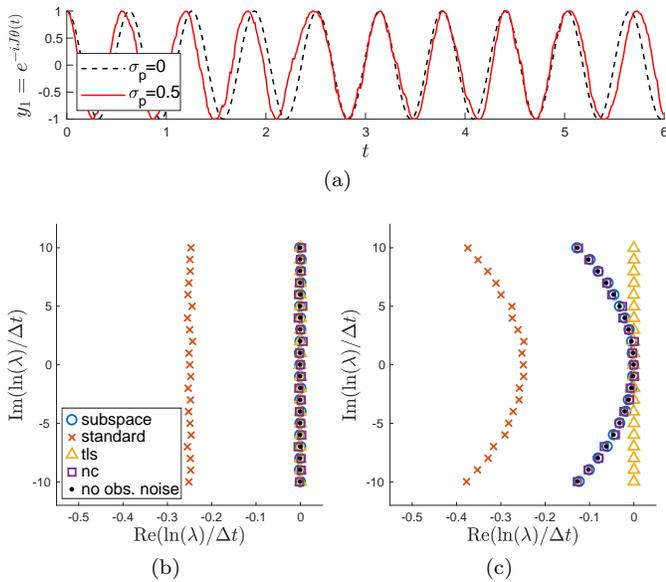 y₁ = e^{-iJθ(t)}
1
0.5
0
-0.5
-1
σ_p=0
σ_p=0.5
0 1 2 3 4 5 6
t
(a)
Im(ln(λ)/Δt)
10
5
0
-5
-10
subspace
standard
tls
nc
no obs. noise
-0.5 -0.4 -0.3 -0.2 -0.1 0
Re(ln(λ)/Δt)
(b)
Im(ln(λ)/Δt)
10
5
0
-5
-10
-0.5 -0.4 -0.3 -0.2 -0.1 0
Re(ln(λ)/Δt)
(c)